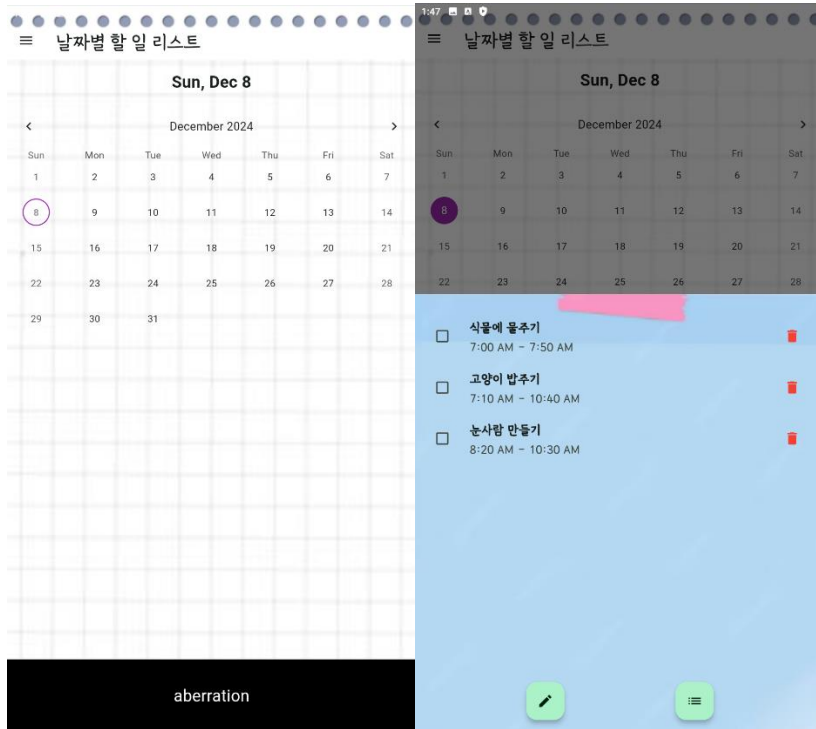 날짜별 할 일 리스트
Sun, Dec 8
December 2024
Sun Mon Tue Wed Thu Fri Sat
1 2 3 4 5 6 7
8 9 10 11 12 13 14
15 16 17 18 19 20 21
22 23 24 25 26 27 28
29 30 31
aberration
1:47
날짜별 할 일 리스트
Sun, Dec 8
December 2024
Sun Mon Tue Wed Thu Fri Sat
1 2 3 4 5 6 7
8 9 10 11 12 13 14
15 16 17 18 19 20 21
22 23 24 25 26 27 28
식물에 물주기
7:00 AM - 7:50 AM
고양이 밥주기
7:10 AM - 10:40 AM
눈사람 만들기
8:20 AM - 10:30 AM